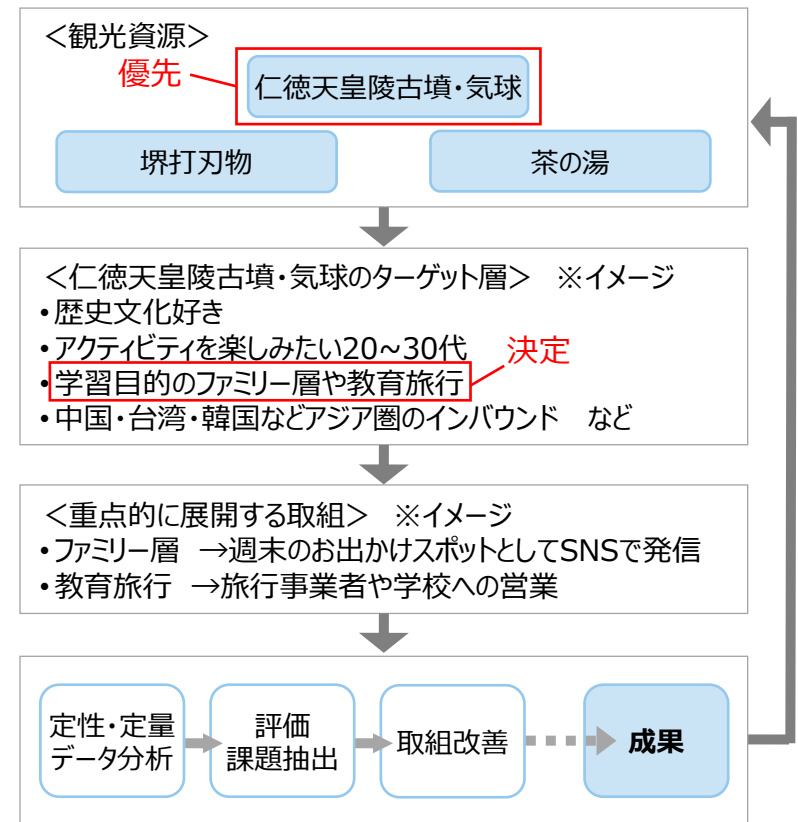 ＜観光資源＞
優先
仁徳天皇陵古墳・気球
堺打刃物
茶の湯
＜仁徳天皇陵古墳・気球のターゲット層＞　※イメージ
•歴史文化好き
•アクティビティを楽しみたい20～30代
決定
•学習目的のファミリー層や教育旅行
•中国・台湾・韓国などアジア圏のインバウンド　など
＜重点的に展開する取組＞　※イメージ
•ファミリー層　→週末のお出かけスポットとしてSNSで発信
•教育旅行　→旅行事業者や学校への営業
定性・定量
データ分析
評価
課題抽出
取組改善
成果